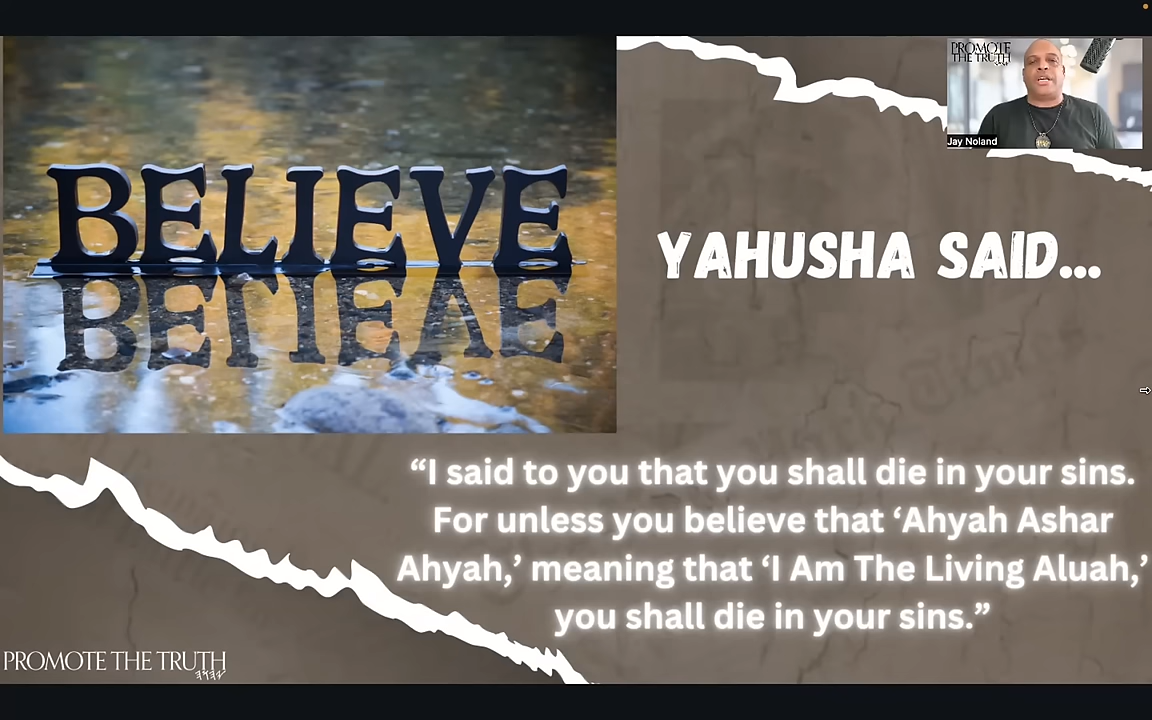 PROMOTE
THE TRUTH
Jay Noland
BELIEVE
YAHUSHA SAID...
“I said to you that you shall die in your sins.
For unless you believe that ‘Ahyah Ashar
Ahyah,’ meaning that ‘I Am The Living Aluah,’
you shall die in your sins.”
PROMOTE THE TRUTH